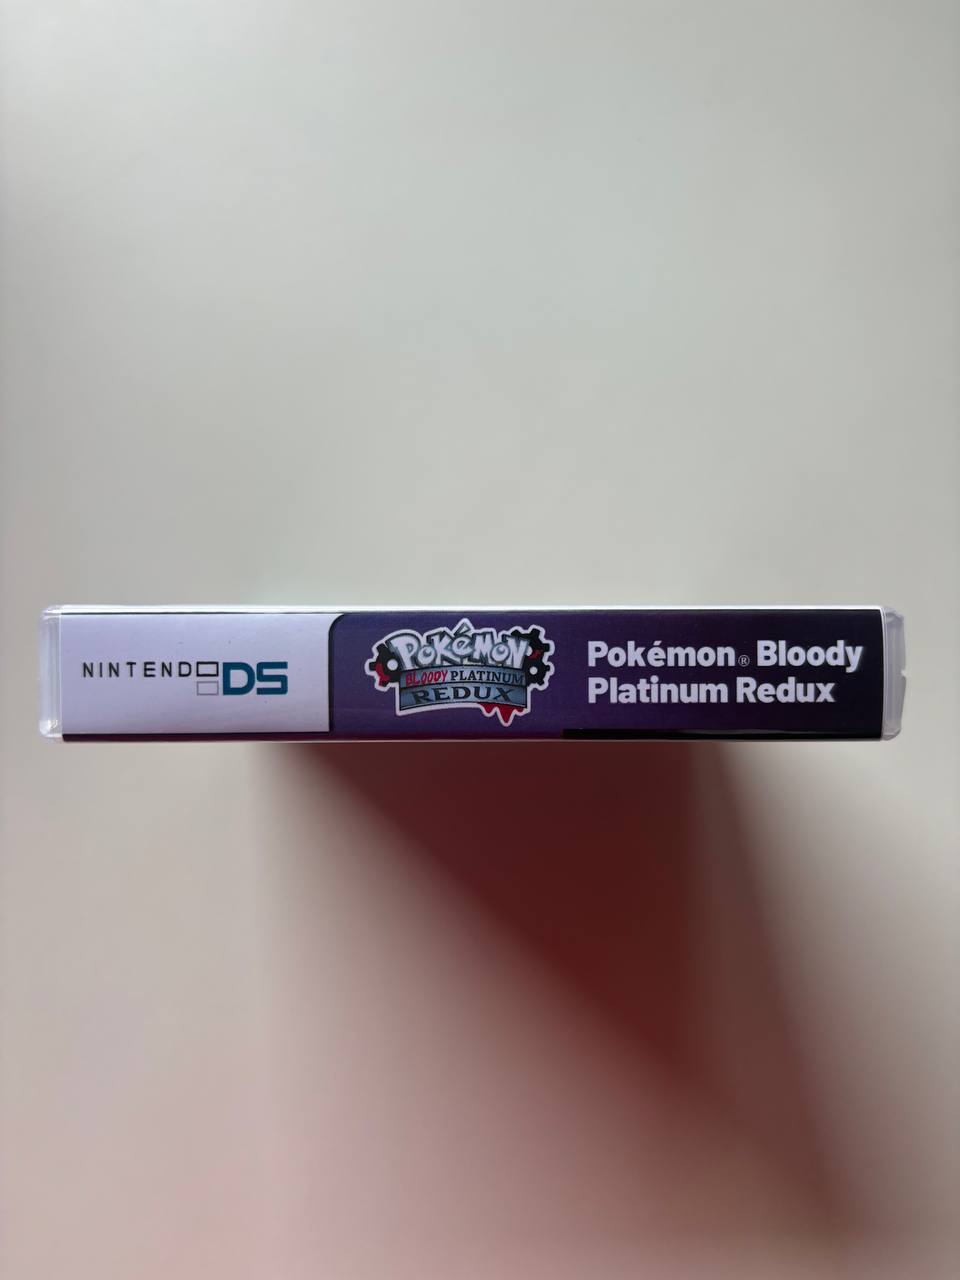 NINTENDO DS
POKéMON
BLOODY PLATINUM
REDUX
Pokémon® Bloody
Platinum Redux